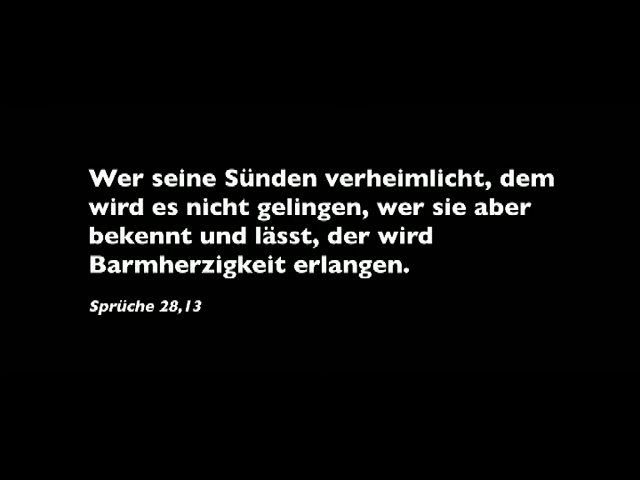 Wer seine Sünden verheimlicht, dem
wird es nicht gelingen, wer sie aber
bekennt und lässt, der wird
Barmherzigkeit erlangen.
Sprüche 28,13